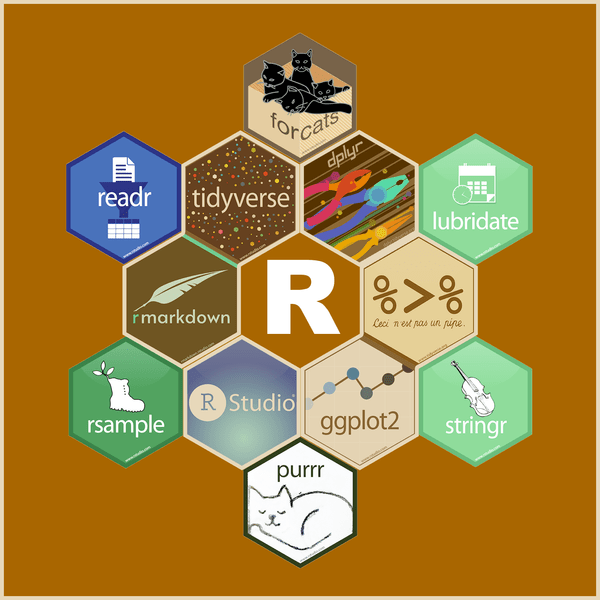 forcats
readr
tidyverse
dplyr
lubridate
rmarkdown
R
%>%
Ceci n'est pas un pipe.
rsample
R Studio
ggplot2
stringr
purrr